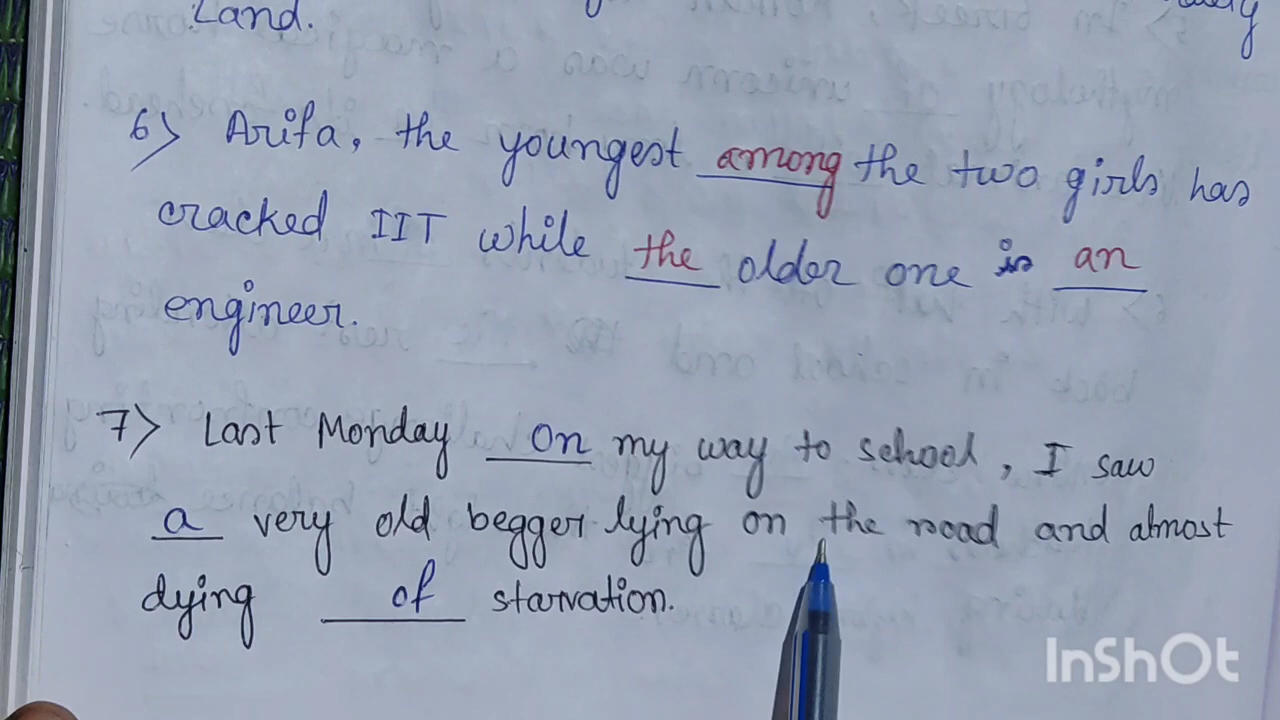 Land.
6> Arifa, the youngest among the two girls has
cracked IIT while the older one is an
engineer.
7> Last Monday on my way to school, I saw
a very old begger lying on the road and almost
dying of starvation.
InShOt